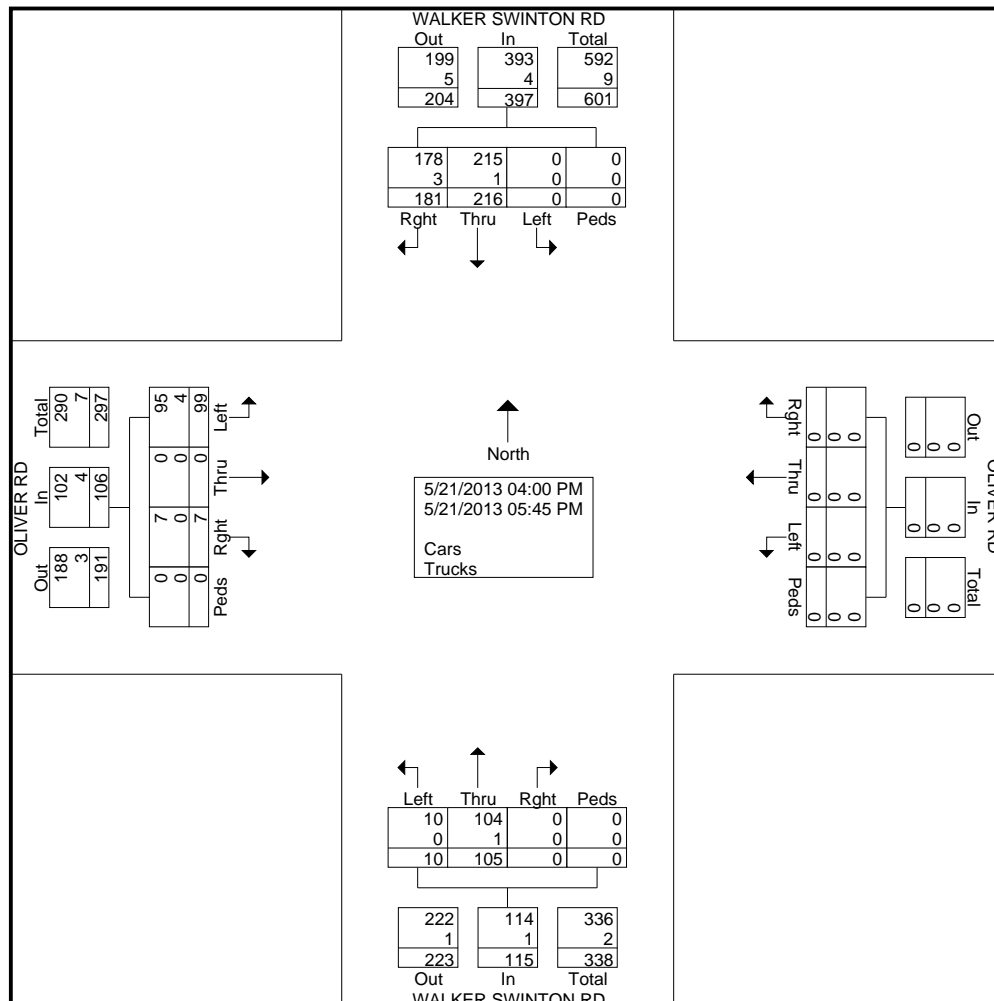 WALKER SWINTON RD
Out In Total
199 393 592
5 4 9
204 397 601
178 215 0 0
3 1 0 0
181 216 0 0
Rght Thru Left Peds
OLIVER RD
Total In Out
290 102 188
7 4 3
297 106 191
95 0 7 0
4 0 0 0
99 0 7 0
Left Thru Rght Peds
North
5/21/2013 04:00 PM
5/21/2013 05:45 PM
Cars
Trucks
Rght Thru Left Peds
0 0 0 0
0 0 0 0
0 0 0 0
Out In Total
0 0 0
0 0 0
0 0 0
OLIVER RD
Left Thru Rght Peds
10 104 0 0
0 1 0 0
10 105 0 0
222 114 336
1 1 2
223 115 338
Out In Total
WALKER SWINTON RD